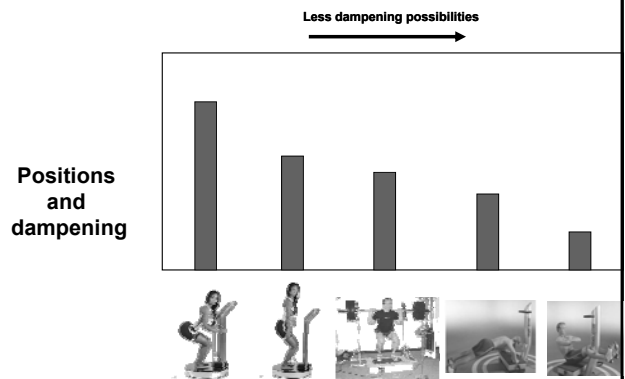 Less dampening possibilities
Positions
and
dampening